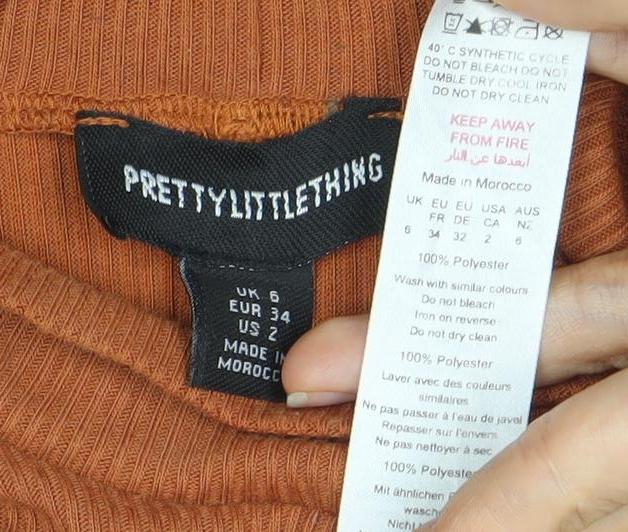 PRETTYLITTLETHING
UK 6
EUR 34
US 2
MADE IN
MOROCC
40° C SYNTHETIC CYCLE
DO NOT BLEACH DO NOT
TUMBLE DRY COOL IRON
DO NOT DRY CLEAN
KEEP AWAY
FROM FIRE
أبعدها عن النار
Made in Morocco
UK EU EU USA AUS
FR DE CA NZ
6 34 32 2 6
100% Polyester
Wash with similar colours
Do not bleach
Iron on reverse
Do not dry clean
100% Polyester
Laver avec des couleurs
similaires
Ne pas passer à l'eau de javel
Repasser sur l'envers
Ne pas nettoyer à sec
100% Polyeste
Mit ähnlichen
wasch
Nicht